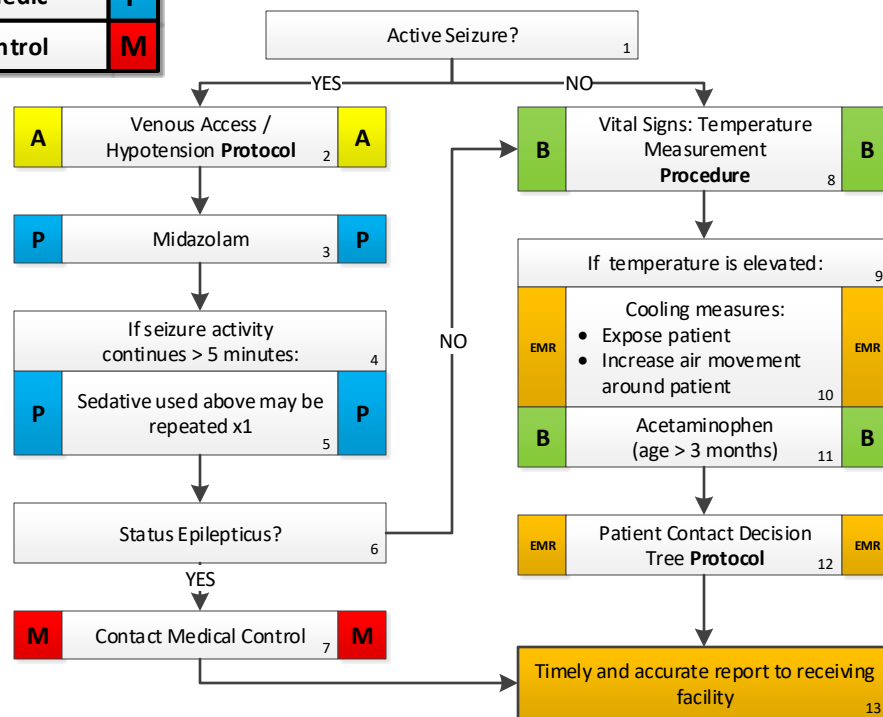 P
ntrol M
Active Seizure?
1
YES
NO
A
Venous Access /
Hypotension Protocol
2
A
P
Midazolam
3
P
If seizure activity
continues > 5 minutes:
4
P
Sedative used above may be
repeated x1
5
P
Status Epilepticus?
6
NO
YES
M
Contact Medical Control
7
M
B
Vital Signs: Temperature
Measurement
Procedure
8
B
If temperature is elevated:
9
EMR
Cooling measures:
• Expose patient
• Increase air movement
around patient
10
EMR
B
Acetaminophen
(age > 3 months)
11
B
EMR
Patient Contact Decision
Tree Protocol
12
EMR
Timely and accurate report to receiving
facility
13